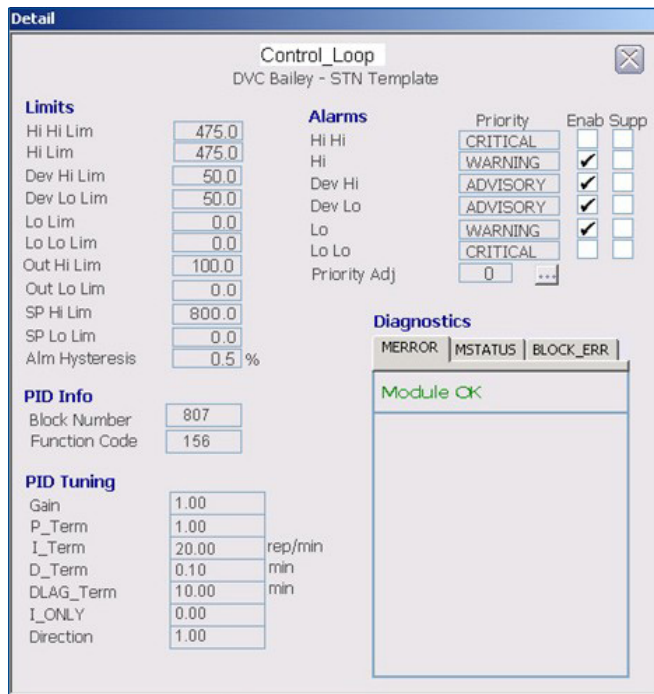 Detail
Control_Loop
DVC Bailey - STN Template
Limits
Hi Hi Lim 475.0
Hi Lim 475.0
Dev Hi Lim 50.0
Dev Lo Lim 50.0
Lo Lim 0.0
Lo Lo Lim 0.0
Out Hi Lim 100.0
Out Lo Lim 0.0
SP Hi Lim 800.0
SP Lo Lim 0.0
Alm Hysteresis 0.5 %
Alarms Priority Enab Supp
Hi Hi CRITICAL
Hi WARNING ✔
Dev Hi ADVISORY ✔
Dev Lo ADVISORY ✔
Lo WARNING ✔
Lo Lo CRITICAL
Priority Adj 0 ...
PID Info
Block Number 807
Function Code 156
PID Tuning
Gain 1.00
P_Term 1.00
I_Term 20.00 rep/min
D_Term 0.10 min
DLAG_Term 10.00 min
I_ONLY 0.00
Direction 1.00
Diagnostics
MERROR MSTATUS BLOCK_ERR
Module OK